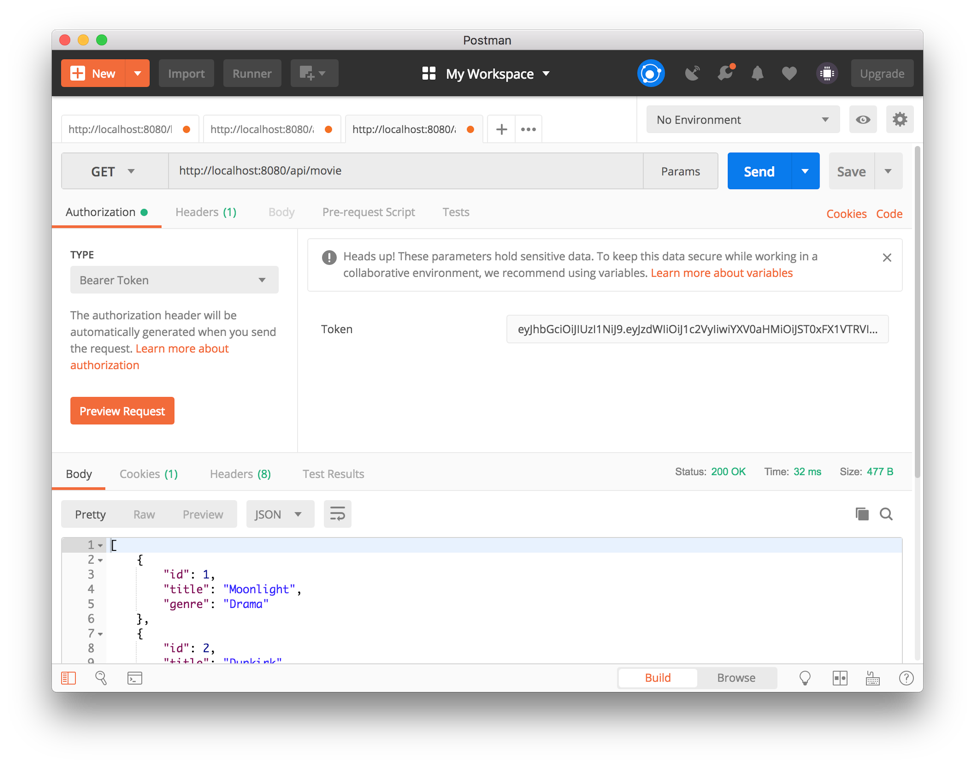 Postman
New
Import
Runner
My Workspace
Upgrade
http://localhost:8080/
http://localhost:8080/
http://localhost:8080/
No Environment
GET
http://localhost:8080/api/movie
Params
Send
Save
Authorization
Headers (1)
Body
Pre-request Script
Tests
Cookies
Code
TYPE
Bearer Token
The authorization header will be
automatically generated when you send
the request. Learn more about
authorization
Preview Request
Heads up! These parameters hold sensitive data. To keep this data secure while working in a
collaborative environment, we recommend using variables. Learn more about variables
Token
eyJhbGciOiJIUzI1NiJ9.eyJzdWIiOiJ1c2VyIiwiYXV0aHMiOiJST0xFX1VTRVI...
Body
Cookies (1)
Headers (8)
Test Results
Status: 200 OK
Time: 32 ms
Size: 477 B
Pretty
Raw
Preview
JSON
1 [
2 {
3 "id": 1,
4 "title": "Moonlight",
5 "genre": "Drama"
6 },
7 {
8 "id": 2,
9 "title": "Dunkirk"
Build
Browse